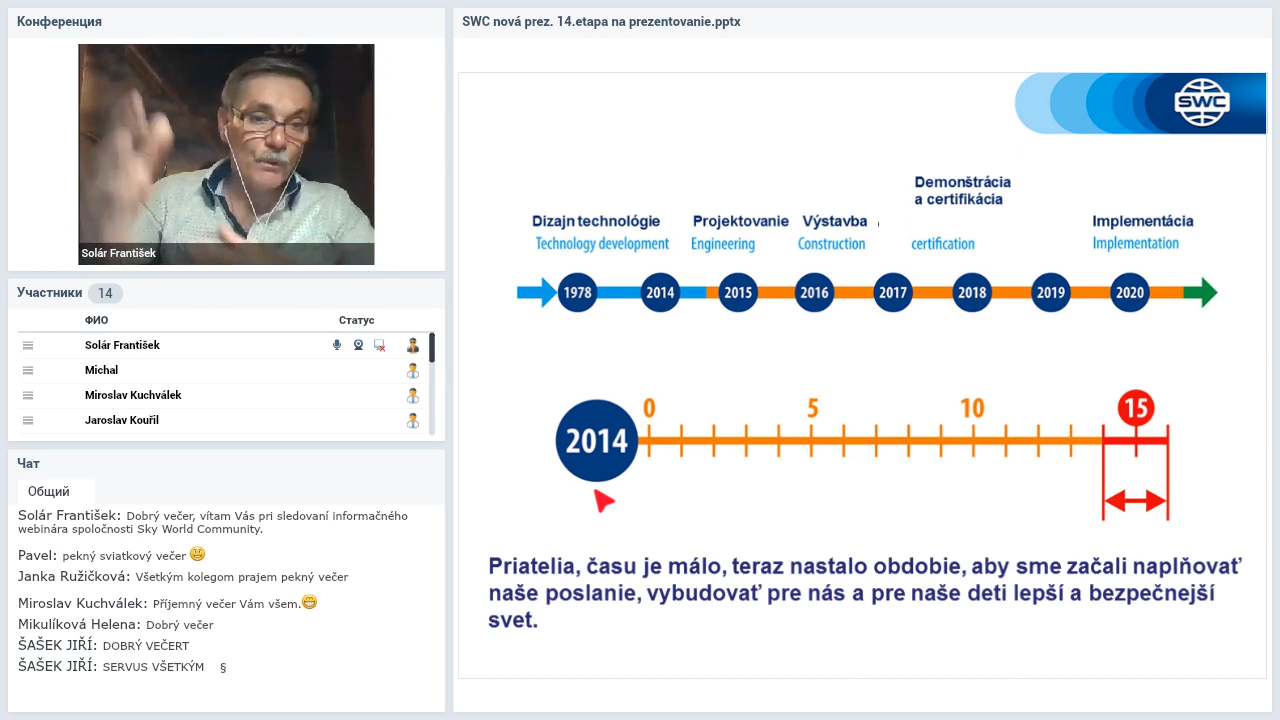 Конференция
Solár František
Участники 14
ФИО Статус
Solár František
Michal
Miroslav Kuchválek
Jaroslav Kouřil
Чат
Общий
Solár František: Dobrý večer, vítam Vás pri sledovaní informačného
webinára spoločnosti Sky World Community.
Pavel: pekný sviatkový večer
Janka Ružičková: Všetkým kolegom prajem pekný večer
Miroslav Kuchválek: Příjemný večer Vám všem.
Mikulíková Helena: Dobrý večer
ŠAŠEK JIŘÍ: DOBRÝ VEČERT
ŠAŠEK JIŘÍ: SERVUS VŠETKÝM §
SWC nová prez. 14.etapa na prezentovanie.pptx
SWC
Demonštrácia
a certifikácia
Dizajn technológie Projektovanie Výstavba , Implementácia
Technology development Engineering Construction certification Implementation
1978 2014 2015 2016 2017 2018 2019 2020
0 5 10 15
2014
Priatelia, času je málo, teraz nastalo obdobie, aby sme začali naplňovať
naše poslanie, vybudovať pre nás a pre naše deti lepší a bezpečnejší
svet.